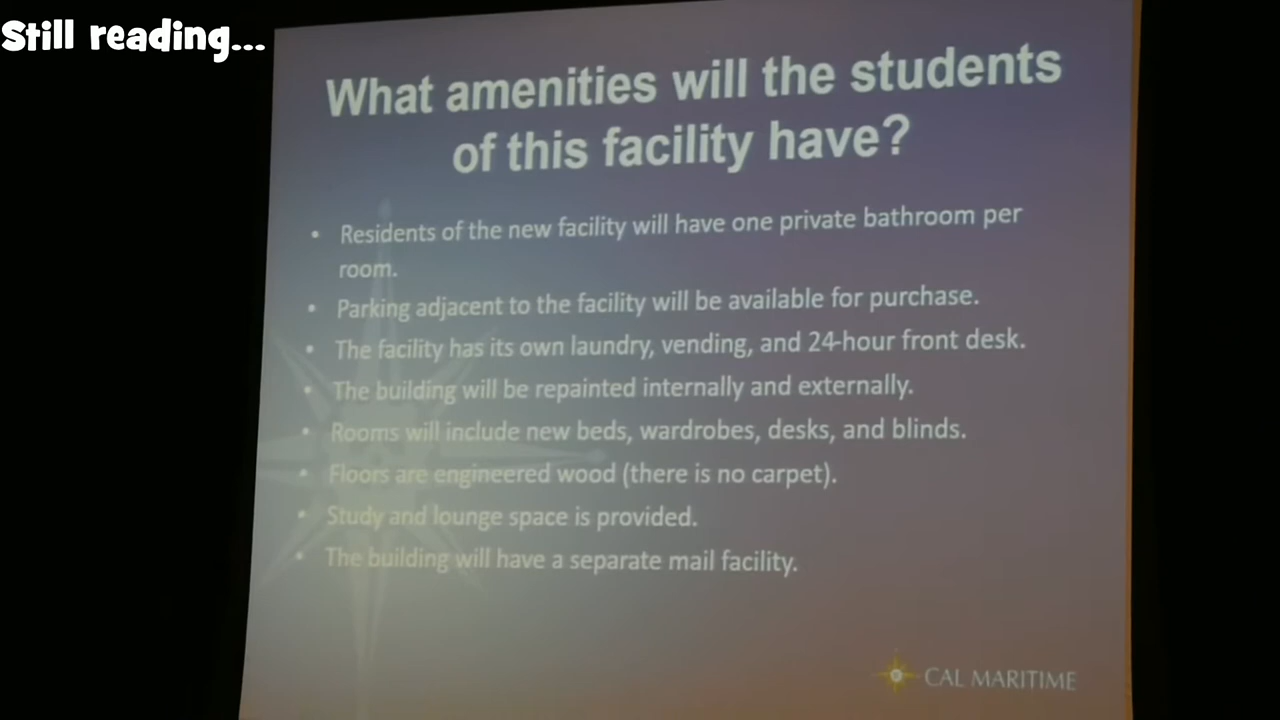 Still reading...
What amenities will the students
of this facility have?
• Residents of the new facility will have one private bathroom per
room.
• Parking adjacent to the facility will be available for purchase.
• The facility has its own laundry, vending, and 24-hour front desk.
• The building will be repainted internally and externally.
• Rooms will include new beds, wardrobes, desks, and blinds.
• Floors are engineered wood (there is no carpet).
• Study and lounge space is provided.
• The building will have a separate mail facility.
CAL MARITIME